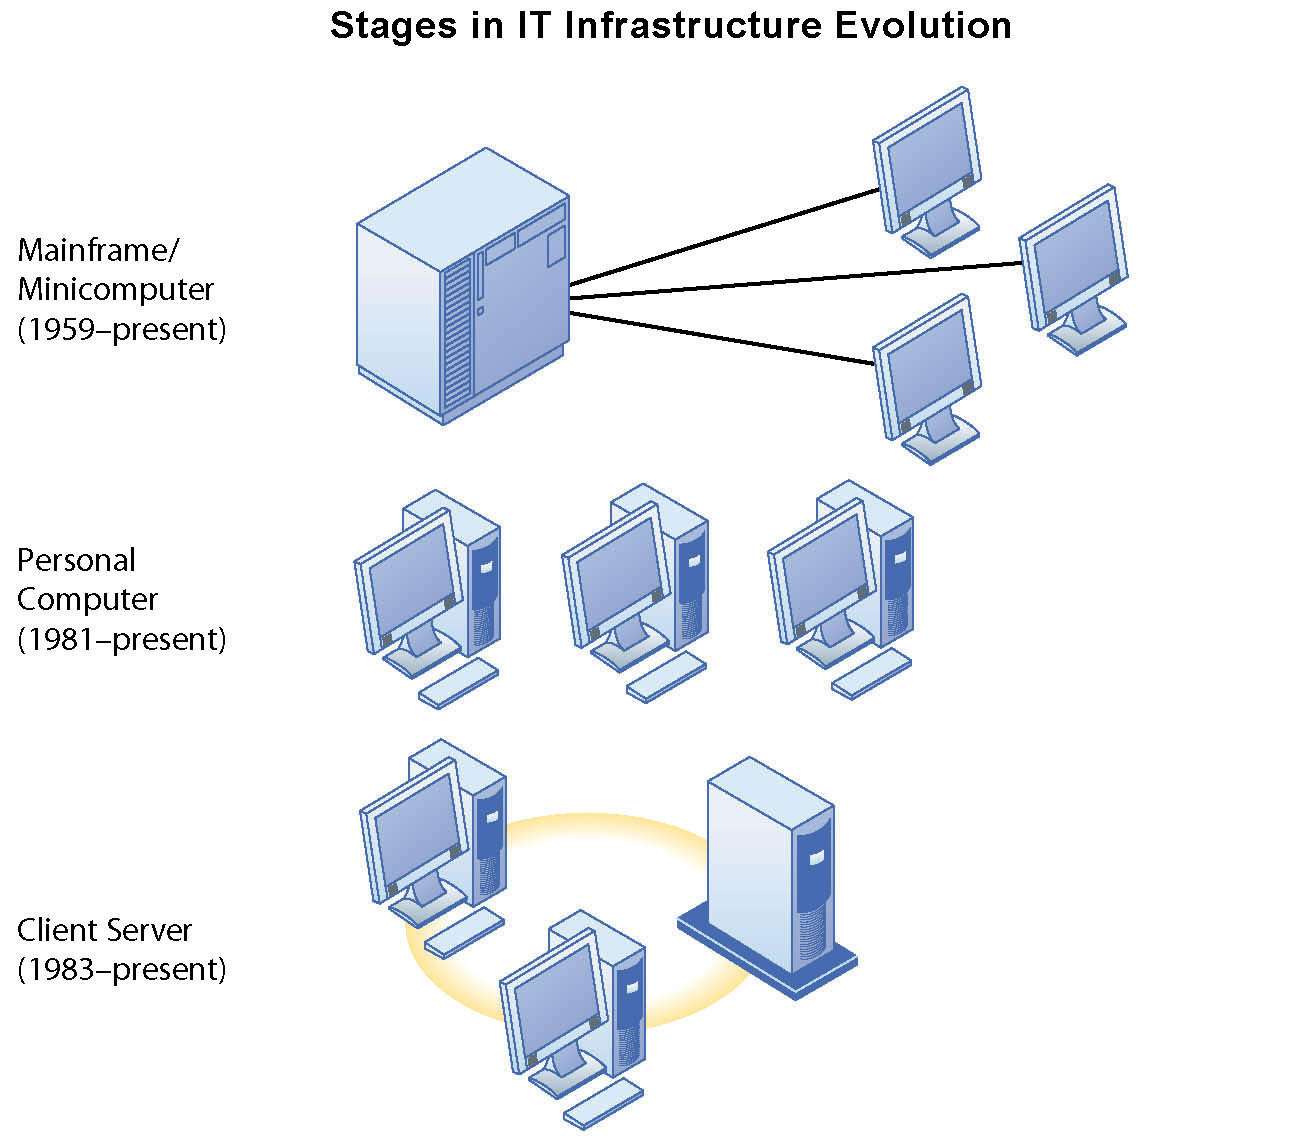 Stages in IT Infrastructure Evolution
Mainframe/
Minicomputer
(1959–present)
Personal
Computer
(1981–present)
Client Server
(1983–present)